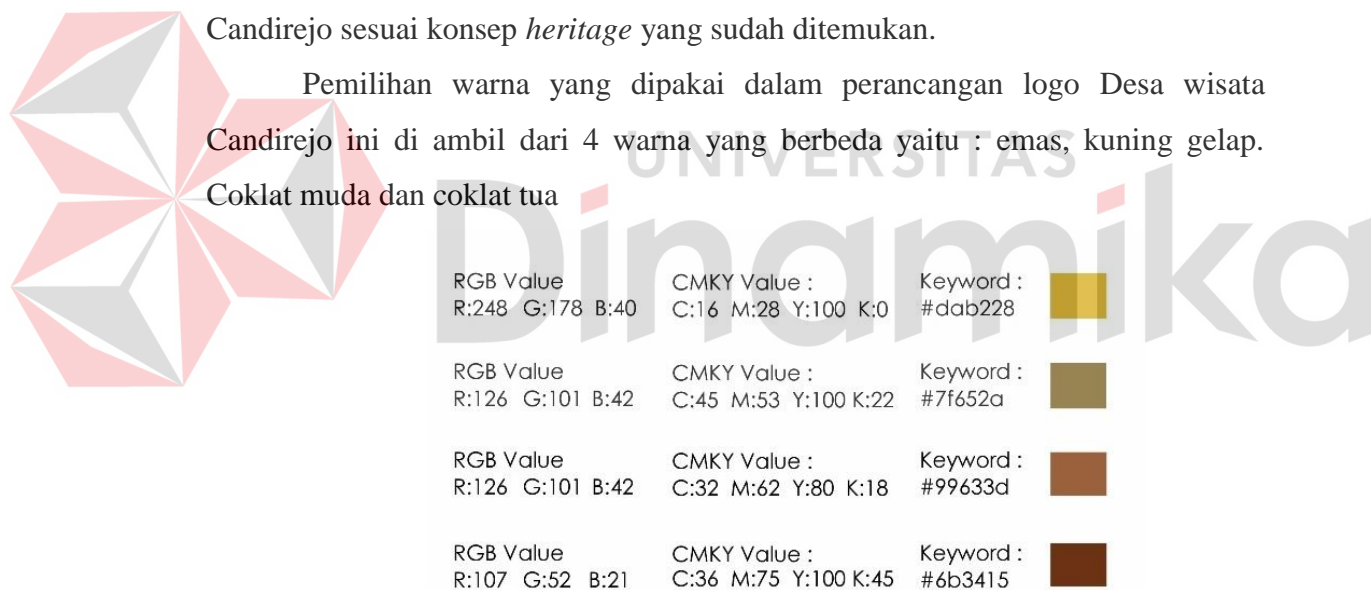 Candirejo sesuai konsep heritage yang sudah ditemukan.
Pemilihan warna yang dipakai dalam perancangan logo Desa wisata
Candirejo ini di ambil dari 4 warna yang berbeda yaitu : emas, kuning gelap.
Coklat muda dan coklat tua
UNIVERSITAS
Dinamika
RGB Value CMKY Value : Keyword :
R:248 G:178 B:40 C:16 M:28 Y:100 K:0 #dab228
RGB Value CMKY Value : Keyword :
R:126 G:101 B:42 C:45 M:53 Y:100 K:22 #7f652a
RGB Value CMKY Value : Keyword :
R:126 G:101 B:42 C:32 M:62 Y:80 K:18 #99633d
RGB Value CMKY Value : Keyword :
R:107 G:52 B:21 C:36 M:75 Y:100 K:45 #6b3415